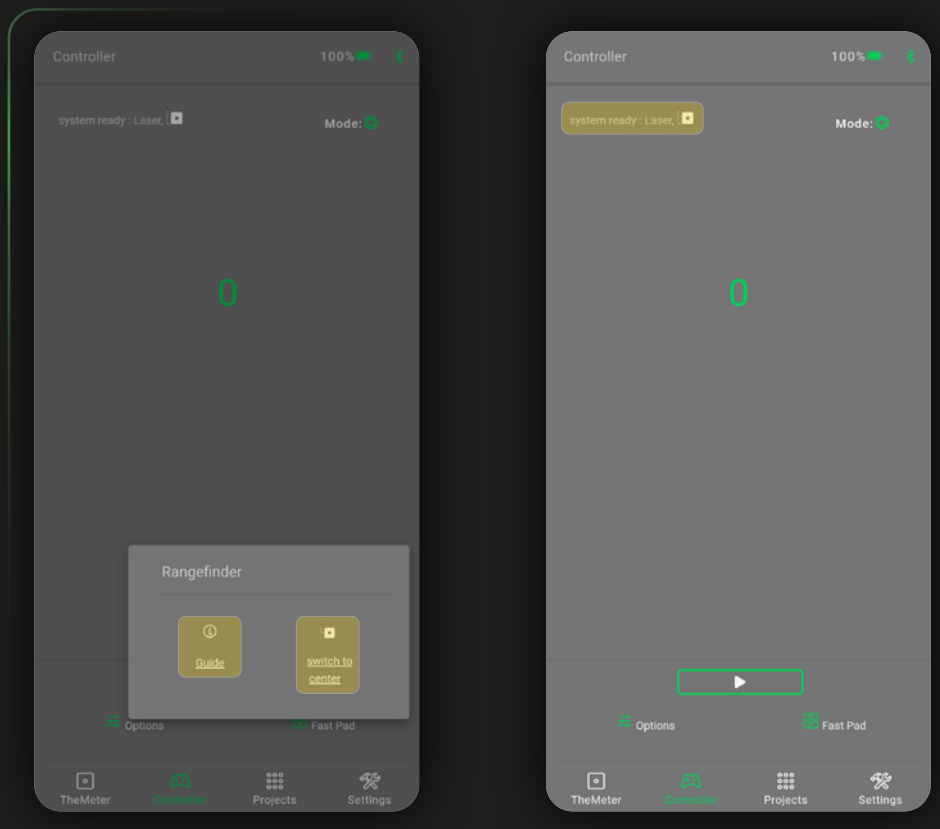 Controller
100%
system ready : Laser,
Mode:
0
Rangefinder
Guide
switch to
center
Options
Fast Pad
TheMeter
Controller
Projects
Settings
Controller
100%
system ready : Laser,
Mode:
0
Options
Fast Pad
TheMeter
Controller
Projects
Settings